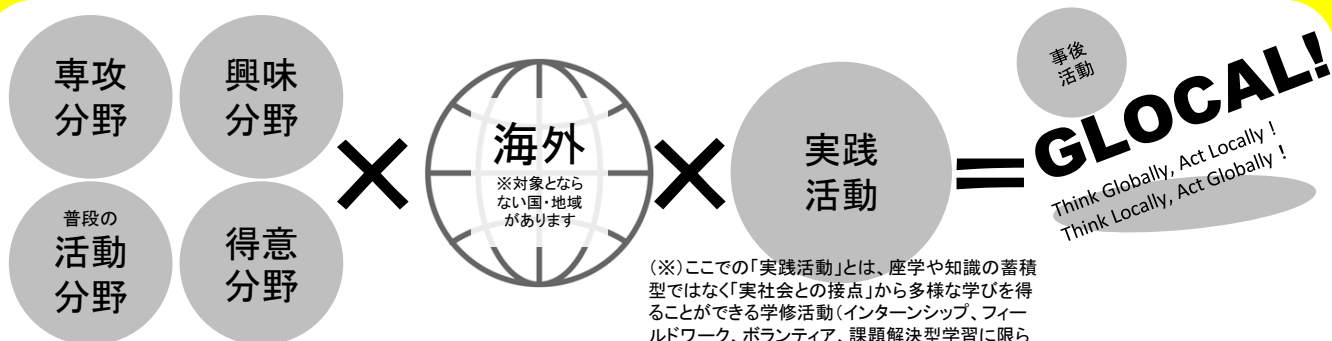 専攻
分野
興味
分野
普段の
活動
分野
得意
分野
×
海外
※対象となら
ない国・地域
があります
×
実践
活動
=
事後
活動
GLOCAL!
Think Globally, Act Locally !
Think Locally, Act Globally !
(※)ここでの「実践活動」とは、座学や知識の蓄積
型ではなく「実社会との接点」から多様な学びを得
ることができる学修活動(インターンシップ、フィー
ルドワーク、ボランティア、課題解決型学習に限ら